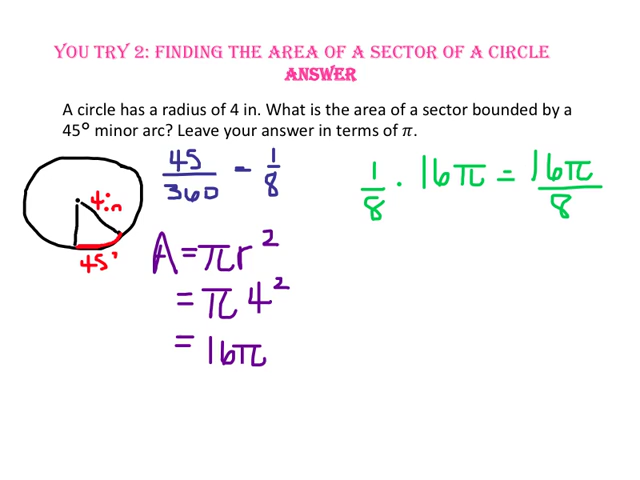 YOU TRY 2: FINDING THE AREA OF A SECTOR OF A CIRCLE
ANSWER
A circle has a radius of 4 in. What is the area of a sector bounded by a
45° minor arc? Leave your answer in terms of π.
4in
45°
45/360 - 1/8
A = πr²
= π 4²
= 16π
1/8 · 16π = 16π/8